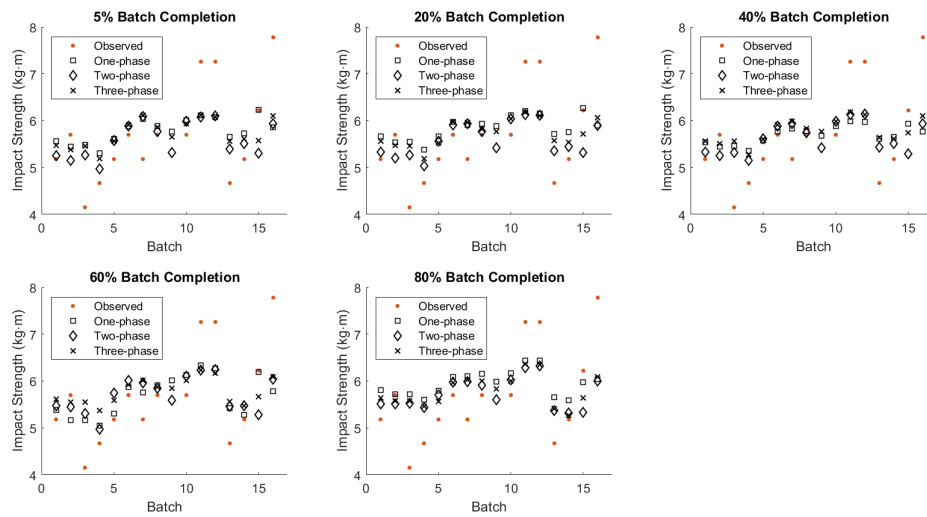 5% Batch Completion
Observed
One-phase
Two-phase
Three-phase
8
7
6
5
4
0 5 10 15
Impact Strength (kg·m)
Batch
20% Batch Completion
Observed
One-phase
Two-phase
Three-phase
8
7
6
5
4
0 5 10 15
Impact Strength (kg·m)
Batch
40% Batch Completion
Observed
One-phase
Two-phase
Three-phase
8
7
6
5
4
0 5 10 15
Impact Strength (kg·m)
Batch
60% Batch Completion
Observed
One-phase
Two-phase
Three-phase
8
7
6
5
4
0 5 10 15
Impact Strength (kg·m)
Batch
80% Batch Completion
Observed
One-phase
Two-phase
Three-phase
8
7
6
5
4
0 5 10 15
Impact Strength (kg·m)
Batch